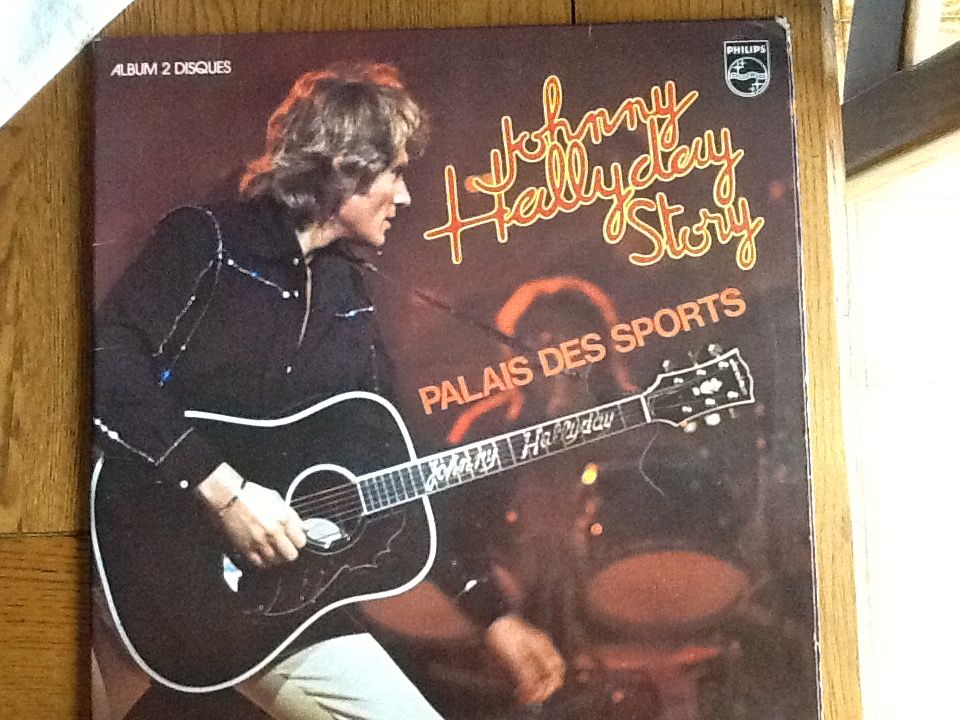 ALBUM 2 DISQUES
PHILIPS
Johnny
Hallyday
Story
PALAIS DES SPORTS
Johnny Hallyday